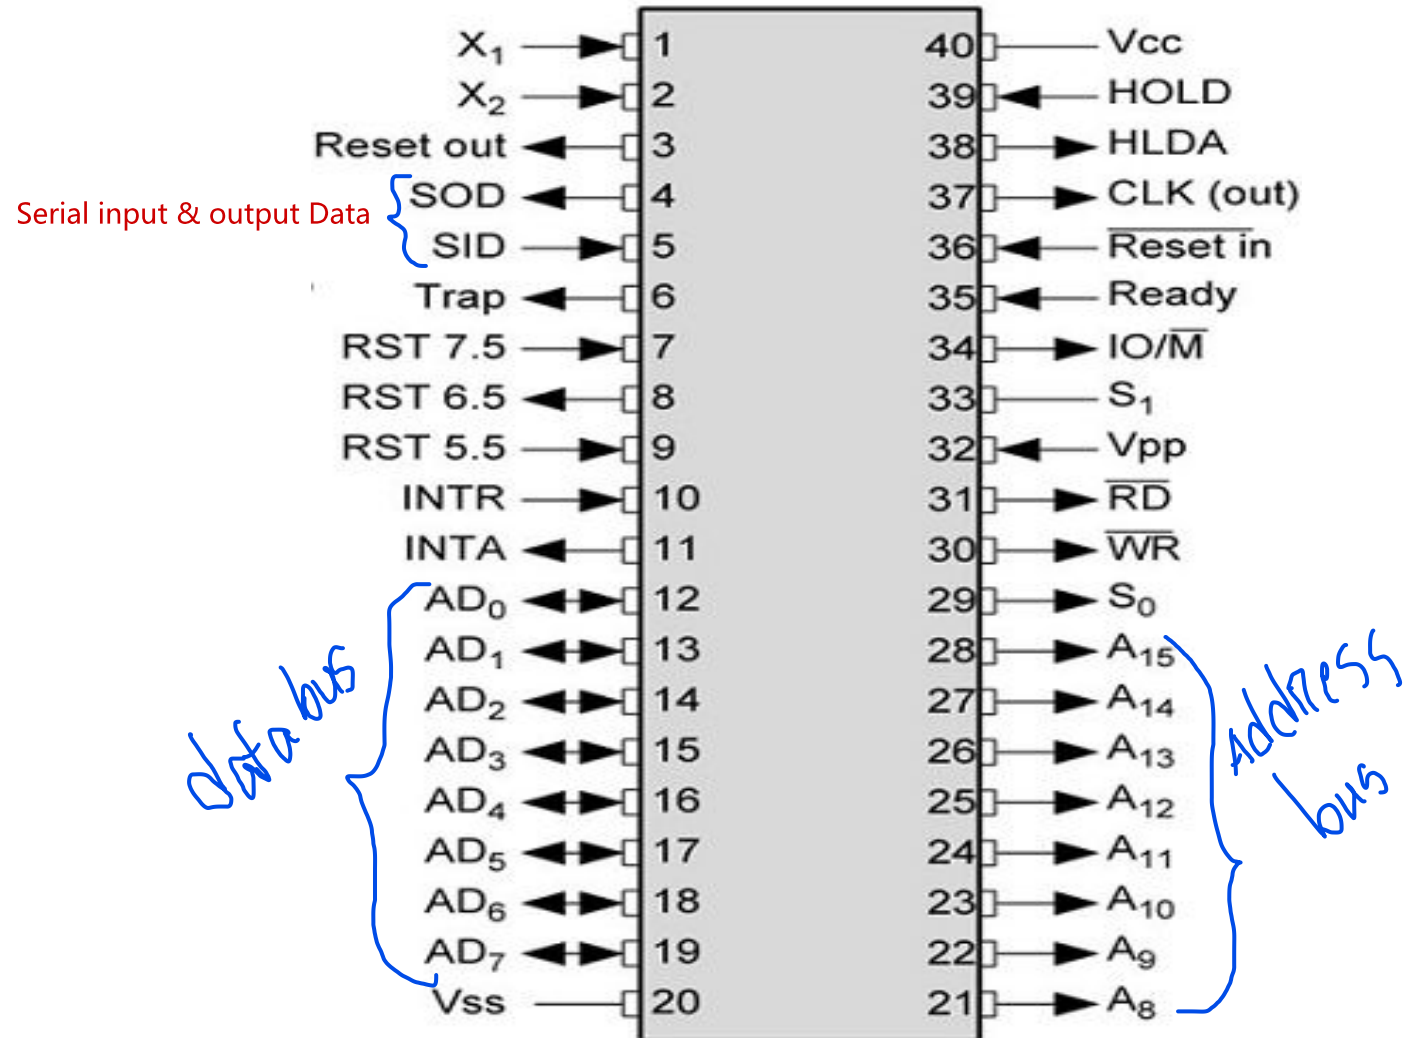 X1 1 40 Vcc
X2 2 39 HOLD
Reset out 3 38 HLDA
Serial input & output Data
SOD 4 37 CLK (out)
SID 5 36 Reset in
Trap 6 35 Ready
RST 7.5 7 34 IO/M
RST 6.5 8 33 S1
RST 5.5 9 32 Vpp
INTR 10 31 RD
INTA 11 30 WR
AD0 12 29 S0
AD1 13 28 A15
AD2 14 27 A14
AD3 15 26 A13
AD4 16 25 A12
AD5 17 24 A11
AD6 18 23 A10
AD7 19 22 A9
Vss 20 21 A8
data bus
Address
bus